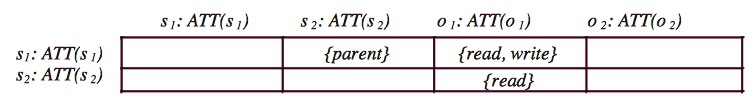 s1: ATT(s1) s2: ATT(s2) o1: ATT(o1) o2: ATT(o2)
s1: ATT(s1) {parent} {read, write}
s2: ATT(s2) {read}